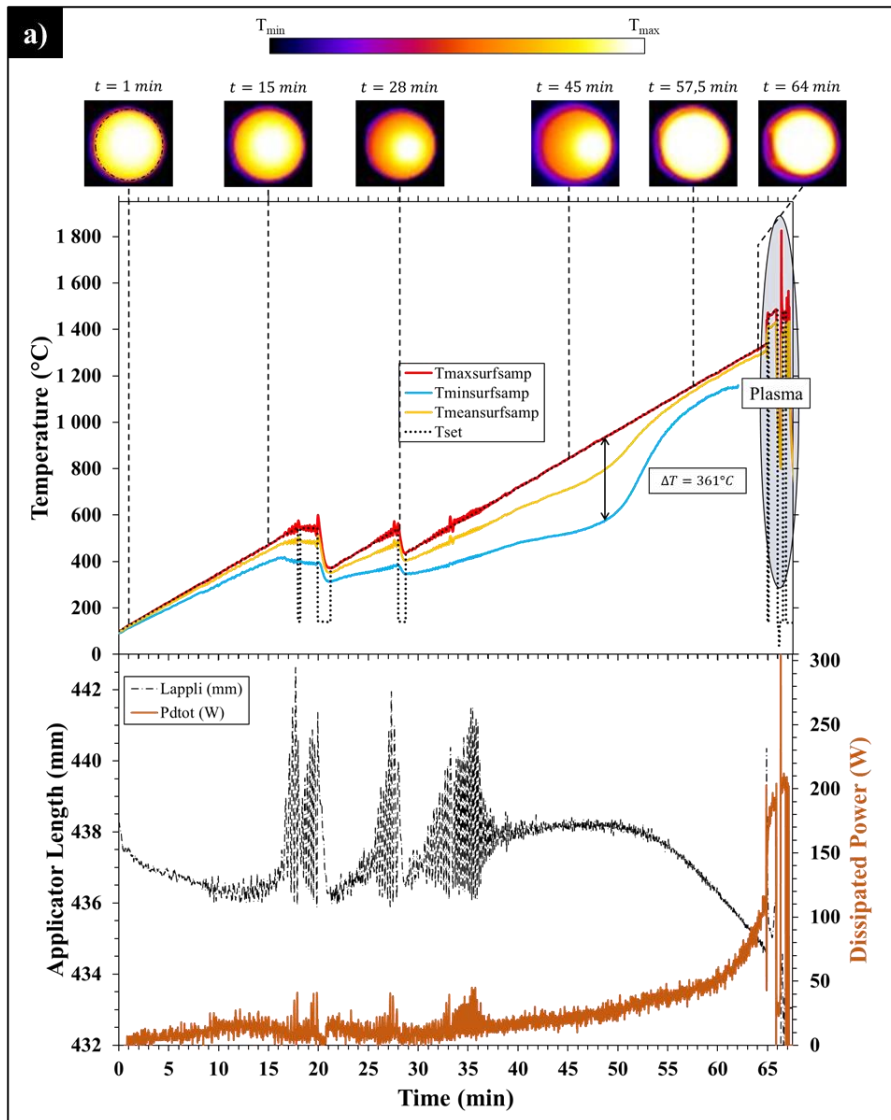 a)
Tmin Tmax
t = 1 min t = 15 min t = 28 min t = 45 min t = 57,5 min t = 64 min
1 800
1 600
1 400
1 200
1 000
800
600
400
200
0
Temperature (°C)
Tmaxsurfsamp
Tminsurfsamp
Tmeansurfsamp
Tset
Plasma
ΔT = 361°C
442
440
438
436
434
432
Applicator Length (mm)
Lappli (mm)
Pdtot (W)
300
250
200
150
100
50
0
Dissipated Power (W)
0 5 10 15 20 25 30 35 40 45 50 55 60 65
Time (min)